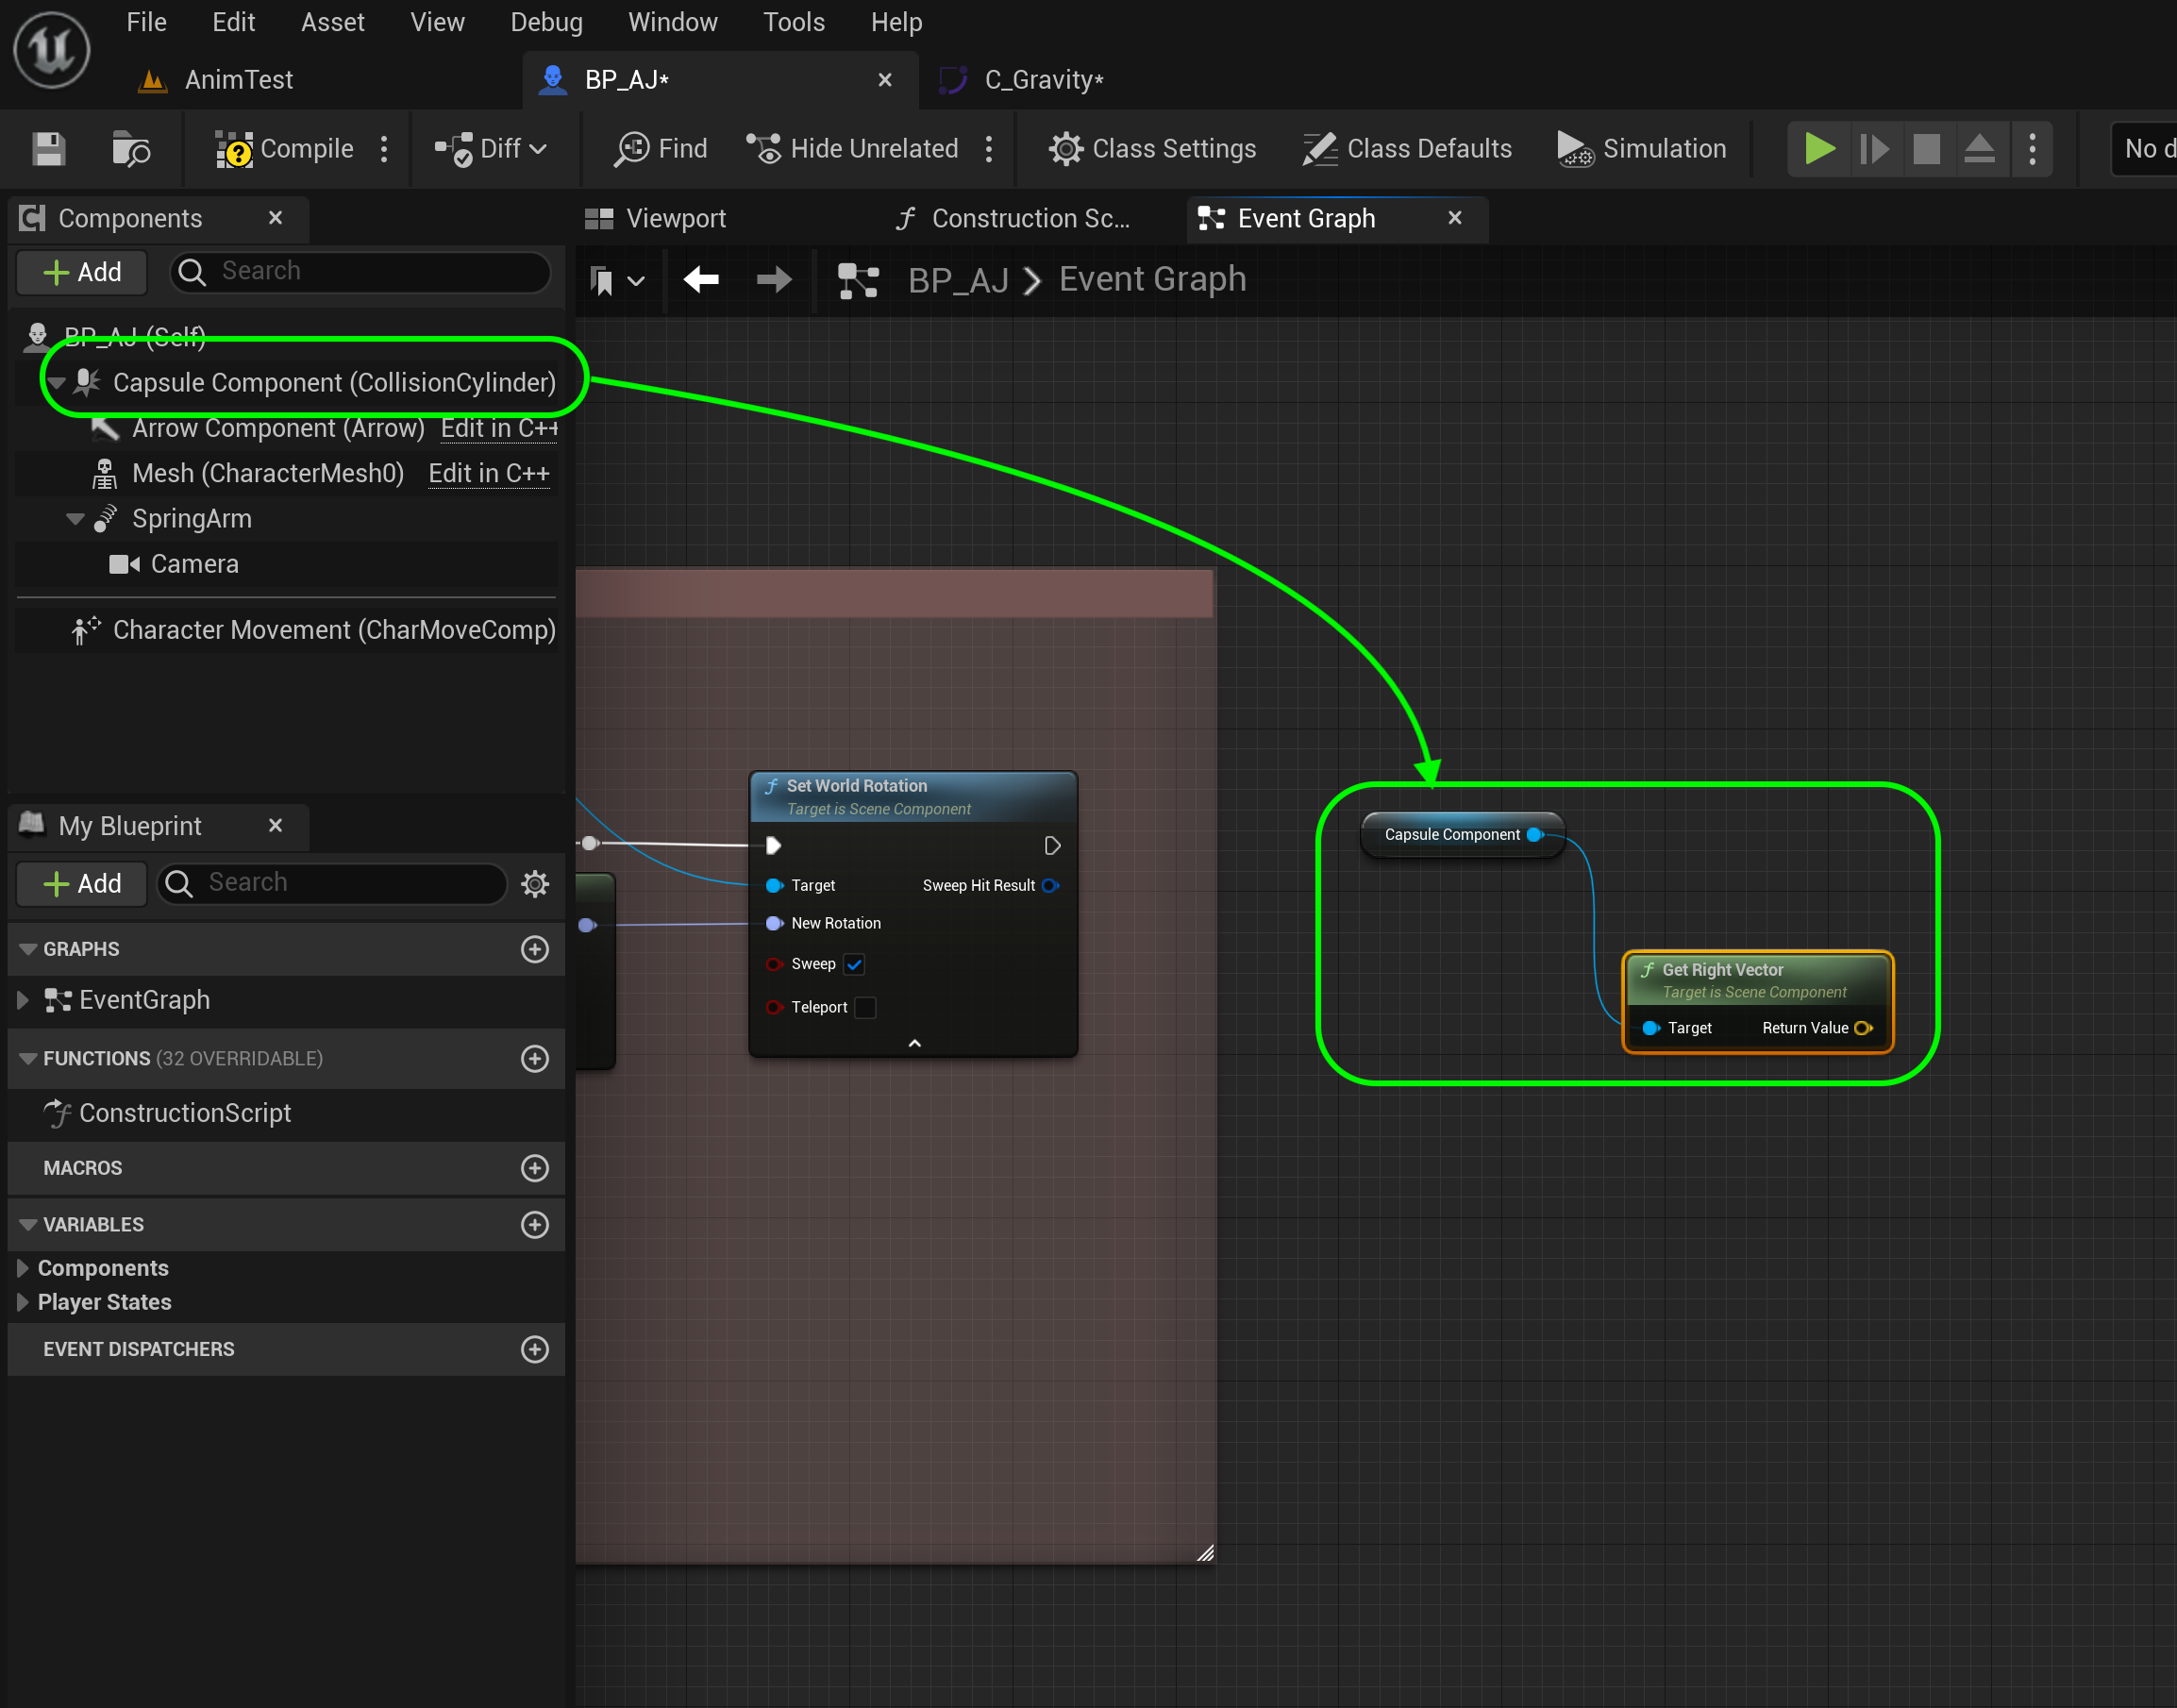 File Edit Asset View Debug Window Tools Help
AnimTest BP_AJ* C_Gravity*
Compile Diff Find Hide Unrelated Class Settings Class Defaults Simulation No d
Components
Viewport Construction Sc... Event Graph
Add Search
BP_AJ Event Graph
BP_AJ (Self)
Capsule Component (CollisionCylinder)
Arrow Component (Arrow) Edit in C++
Mesh (CharacterMesh0) Edit in C++
SpringArm
Camera
Character Movement (CharMoveComp)
My Blueprint
Add Search
GRAPHS
EventGraph
FUNCTIONS (32 OVERRIDABLE)
ConstructionScript
MACROS
VARIABLES
Components
Player States
EVENT DISPATCHERS
Set World Rotation
Target is Scene Component
Target Sweep Hit Result
New Rotation
Sweep
Teleport
Capsule Component
Get Right Vector
Target is Scene Component
Target Return Value